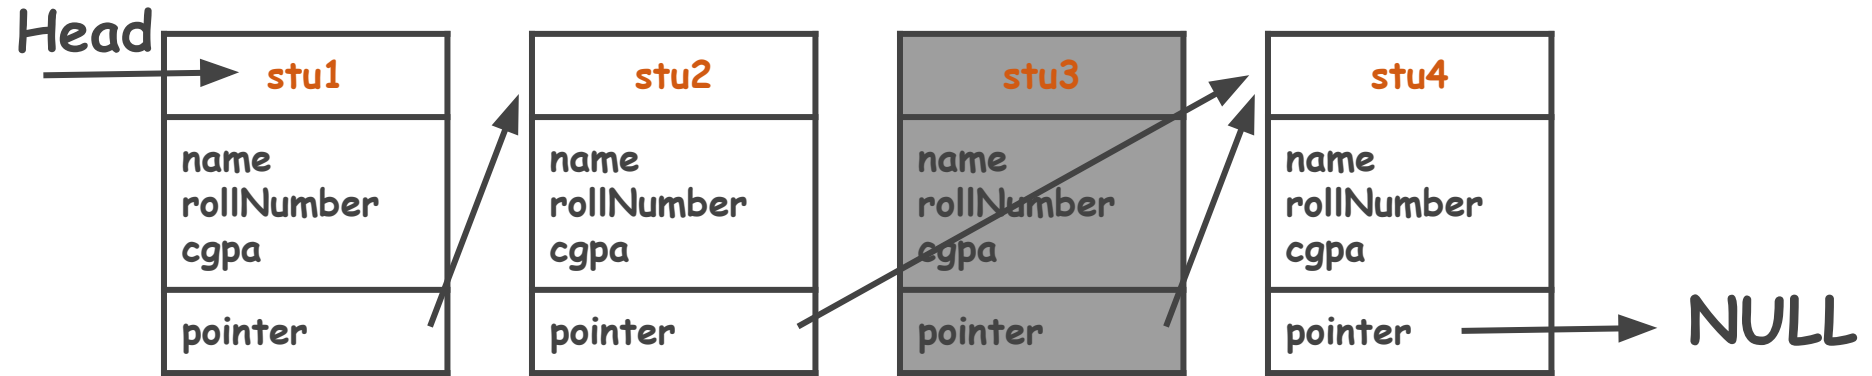 Head
stu1
name
rollNumber
cgpa
pointer
stu2
name
rollNumber
cgpa
pointer
stu3
name
rollNumber
cgpa
pointer
stu4
name
rollNumber
cgpa
pointer
NULL